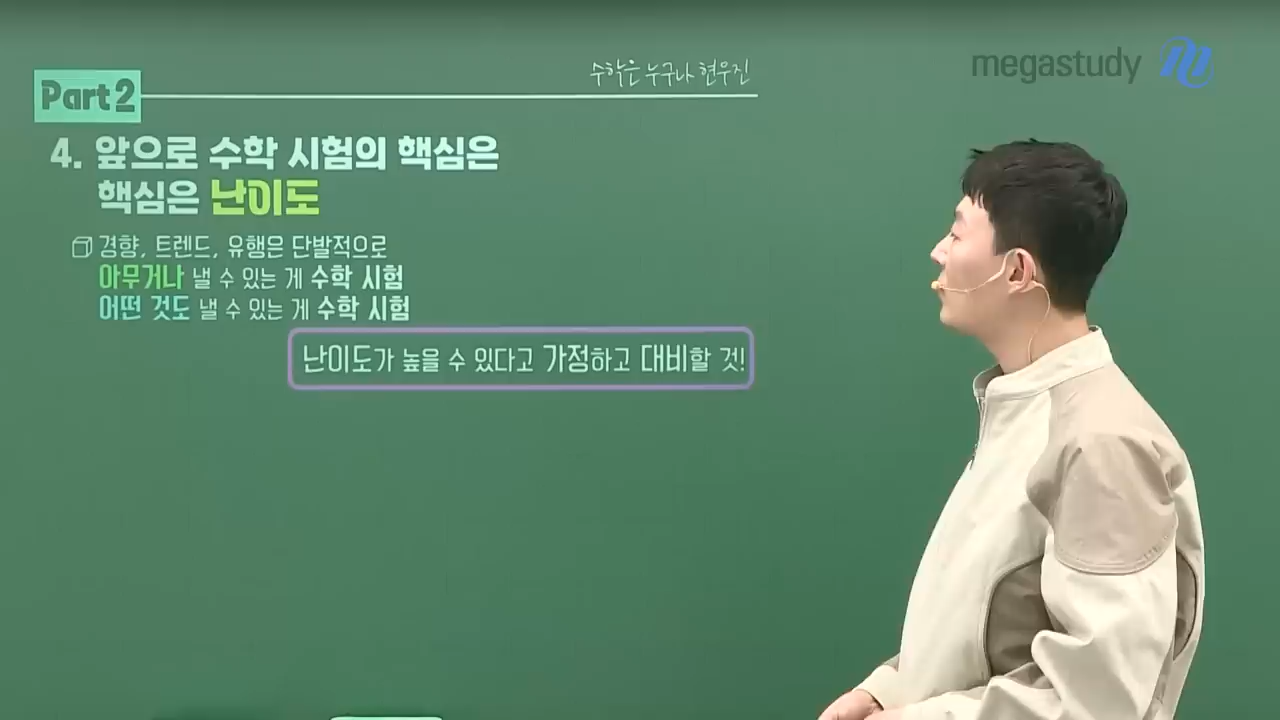 수학은 누구나 현우진
megastudy
Part 2
4. 앞으로 수학 시험의 핵심은
핵심은 난이도
경향, 트렌드, 유행은 단발적으로
아무거나 낼 수 있는 게 수학 시험
어떤 것도 낼 수 있는 게 수학 시험
난이도가 높을 수 있다고 가정하고 대비할 것!